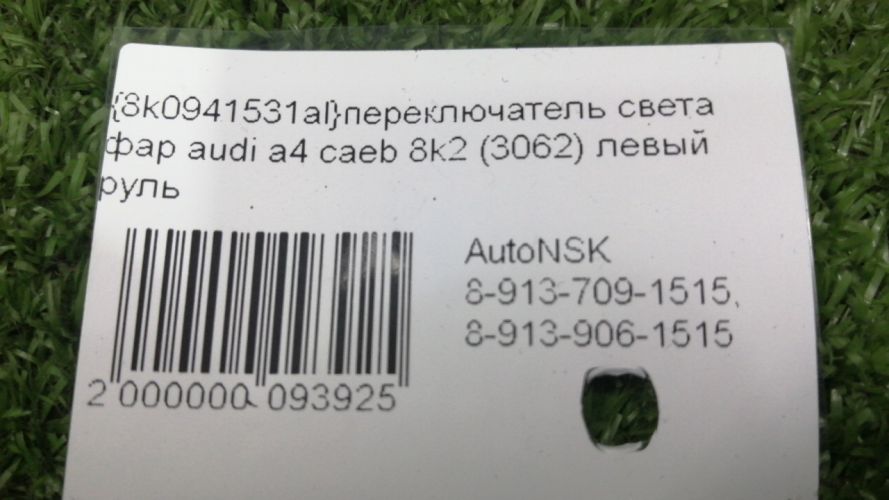 {8k0941531al}переключатель света
фар audi a4 caeb 8k2 (3062) левый
руль
AutoNSK
8-913-709-1515,
8-913-906-1515
2 000000 093925